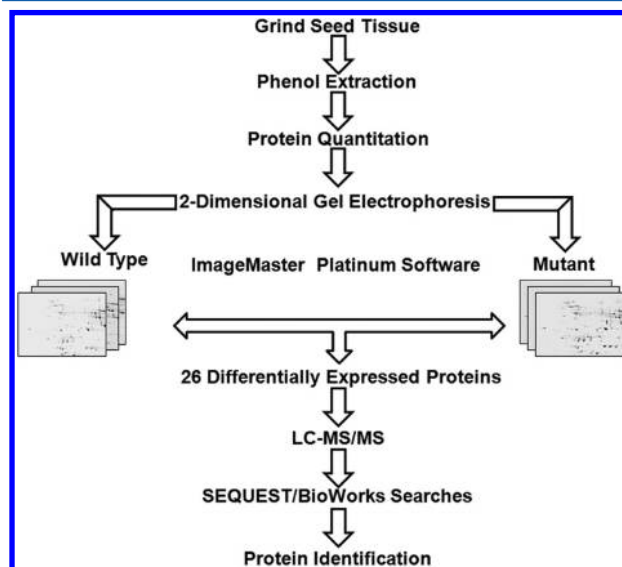 Grind Seed Tissue
Phenol Extraction
Protein Quantitation
2-Dimensional Gel Electrophoresis
Wild Type
ImageMaster Platinum Software
Mutant
26 Differentially Expressed Proteins
LC-MS/MS
SEQUEST/BioWorks Searches
Protein Identification